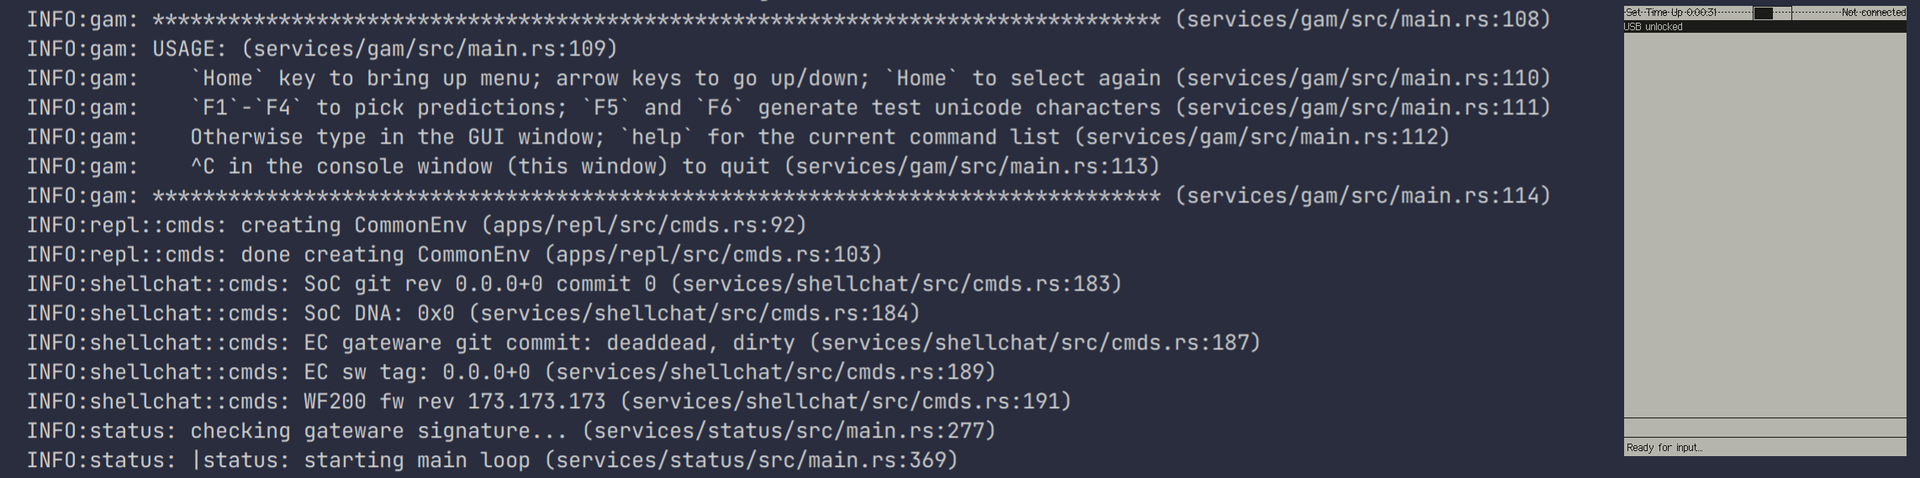 INFO:gam: ******************************************************************************** (services/gam/src/main.rs:108)
INFO:gam: USAGE: (services/gam/src/main.rs:109)
INFO:gam:    `Home` key to bring up menu; arrow keys to go up/down; `Home` to select again (services/gam/src/main.rs:110)
INFO:gam:    `F1`-`F4` to pick predictions; `F5` and `F6` generate test unicode characters (services/gam/src/main.rs:111)
INFO:gam:    Otherwise type in the GUI window; `help` for the current command list (services/gam/src/main.rs:112)
INFO:gam:    ^C in the console window (this window) to quit (services/gam/src/main.rs:113)
INFO:gam: ******************************************************************************** (services/gam/src/main.rs:114)
INFO:repl::cmds: creating CommonEnv (apps/repl/src/cmds.rs:92)
INFO:repl::cmds: done creating CommonEnv (apps/repl/src/cmds.rs:103)
INFO:shellchat::cmds: SoC git rev 0.0.0+0 commit 0 (services/shellchat/src/cmds.rs:183)
INFO:shellchat::cmds: SoC DNA: 0x0 (services/shellchat/src/cmds.rs:184)
INFO:shellchat::cmds: EC gateware git commit: deaddead, dirty (services/shellchat/src/cmds.rs:187)
INFO:shellchat::cmds: EC sw tag: 0.0.0+0 (services/shellchat/src/cmds.rs:189)
INFO:shellchat::cmds: WF200 fw rev 173.173.173 (services/shellchat/src/cmds.rs:191)
INFO:status: checking gateware signature... (services/status/src/main.rs:277)
INFO:status: |status: starting main loop (services/status/src/main.rs:369)
Set Time Up 0:00:31 Not connected
USB unlocked
Ready for input...